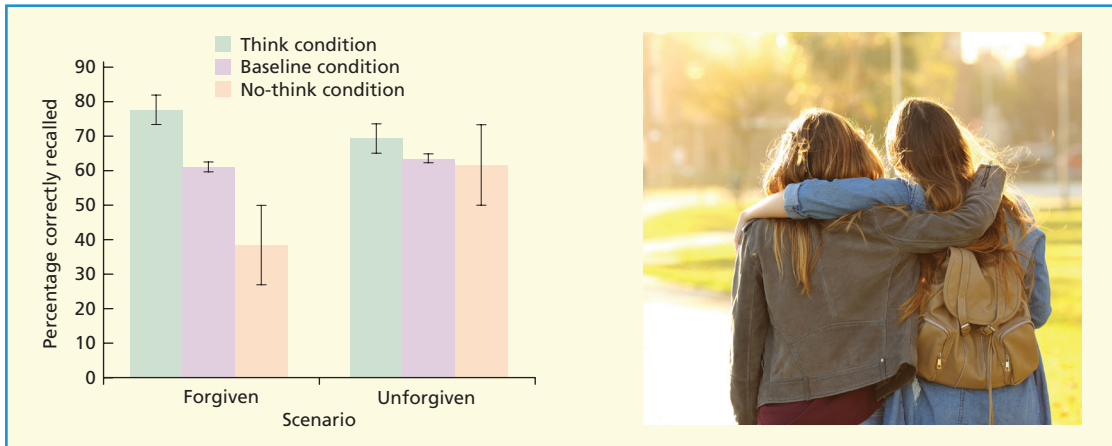 Think condition
Baseline condition
No-think condition
Percentage correctly recalled
90
80
70
60
50
40
30
20
10
0
Forgiven
Unforgiven
Scenario